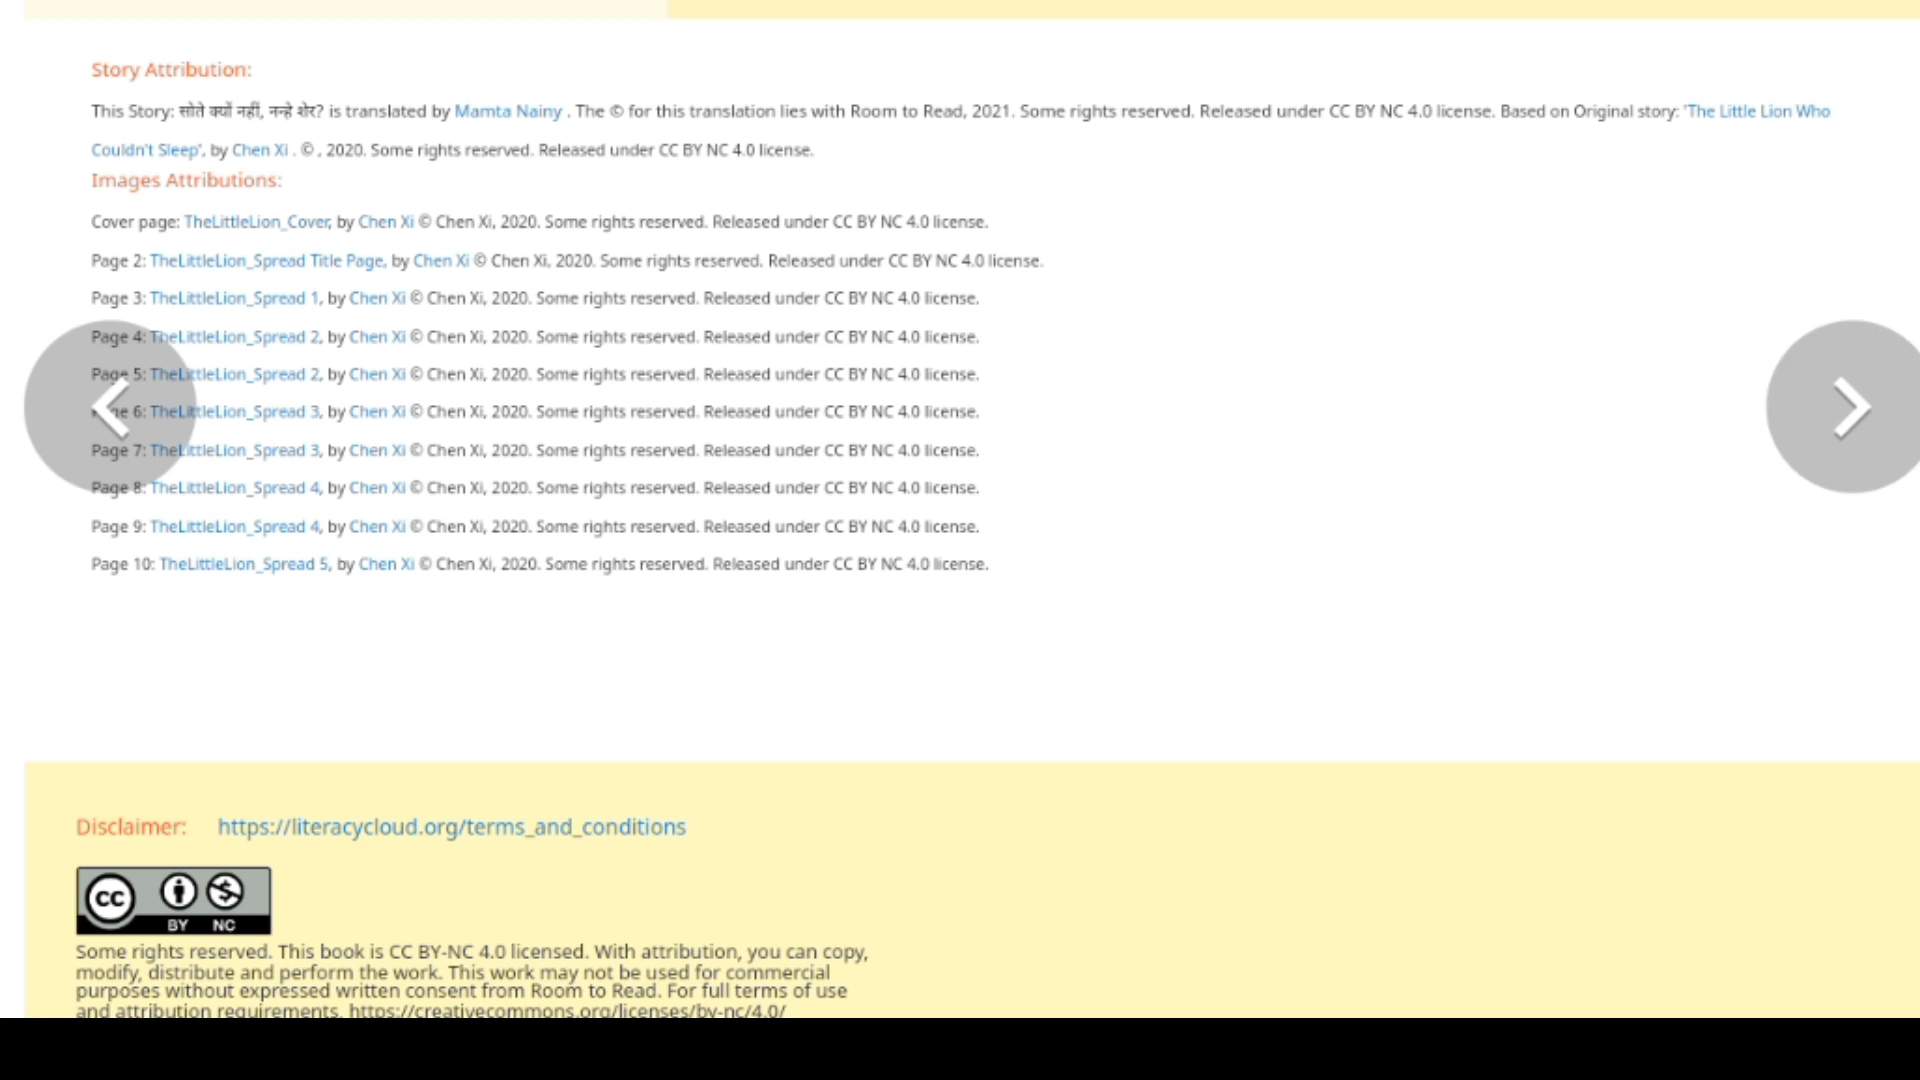 Story Attribution:
This Story: सोते क्यों नहीं, नन्हे शेर? is translated by Mamta Nainy . The © for this translation lies with Room to Read, 2021. Some rights reserved. Released under CC BY NC 4.0 license. Based on Original story: 'The Little Lion Who
Couldn't Sleep', by Chen Xi . © , 2020. Some rights reserved. Released under CC BY NC 4.0 license.
Images Attributions:
Cover page: TheLittleLion_Cover, by Chen Xi © Chen Xi, 2020. Some rights reserved. Released under CC BY NC 4.0 license.
Page 2: TheLittleLion_Spread Title Page, by Chen Xi © Chen Xi, 2020. Some rights reserved. Released under CC BY NC 4.0 license.
Page 3: TheLittleLion_Spread 1, by Chen Xi © Chen Xi, 2020. Some rights reserved. Released under CC BY NC 4.0 license.
Page 4: TheLittleLion_Spread 2, by Chen Xi © Chen Xi, 2020. Some rights reserved. Released under CC BY NC 4.0 license.
Page 5: TheLittleLion_Spread 2, by Chen Xi © Chen Xi, 2020. Some rights reserved. Released under CC BY NC 4.0 license.
Page 6: TheLittleLion_Spread 3, by Chen Xi © Chen Xi, 2020. Some rights reserved. Released under CC BY NC 4.0 license.
Page 7: TheLittleLion_Spread 3, by Chen Xi © Chen Xi, 2020. Some rights reserved. Released under CC BY NC 4.0 license.
Page 8: TheLittleLion_Spread 4, by Chen Xi © Chen Xi, 2020. Some rights reserved. Released under CC BY NC 4.0 license.
Page 9: TheLittleLion_Spread 4, by Chen Xi © Chen Xi, 2020. Some rights reserved. Released under CC BY NC 4.0 license.
Page 10: TheLittleLion_Spread 5, by Chen Xi © Chen Xi, 2020. Some rights reserved. Released under CC BY NC 4.0 license.
Disclaimer: https://literacycloud.org/terms_and_conditions
cc BY NC
Some rights reserved. This book is CC BY-NC 4.0 licensed. With attribution, you can copy,
modify, distribute and perform the work. This work may not be used for commercial
purposes without expressed written consent from Room to Read. For full terms of use
and attribution requirements, https://creativecommons.org/licenses/by-nc/4.0/